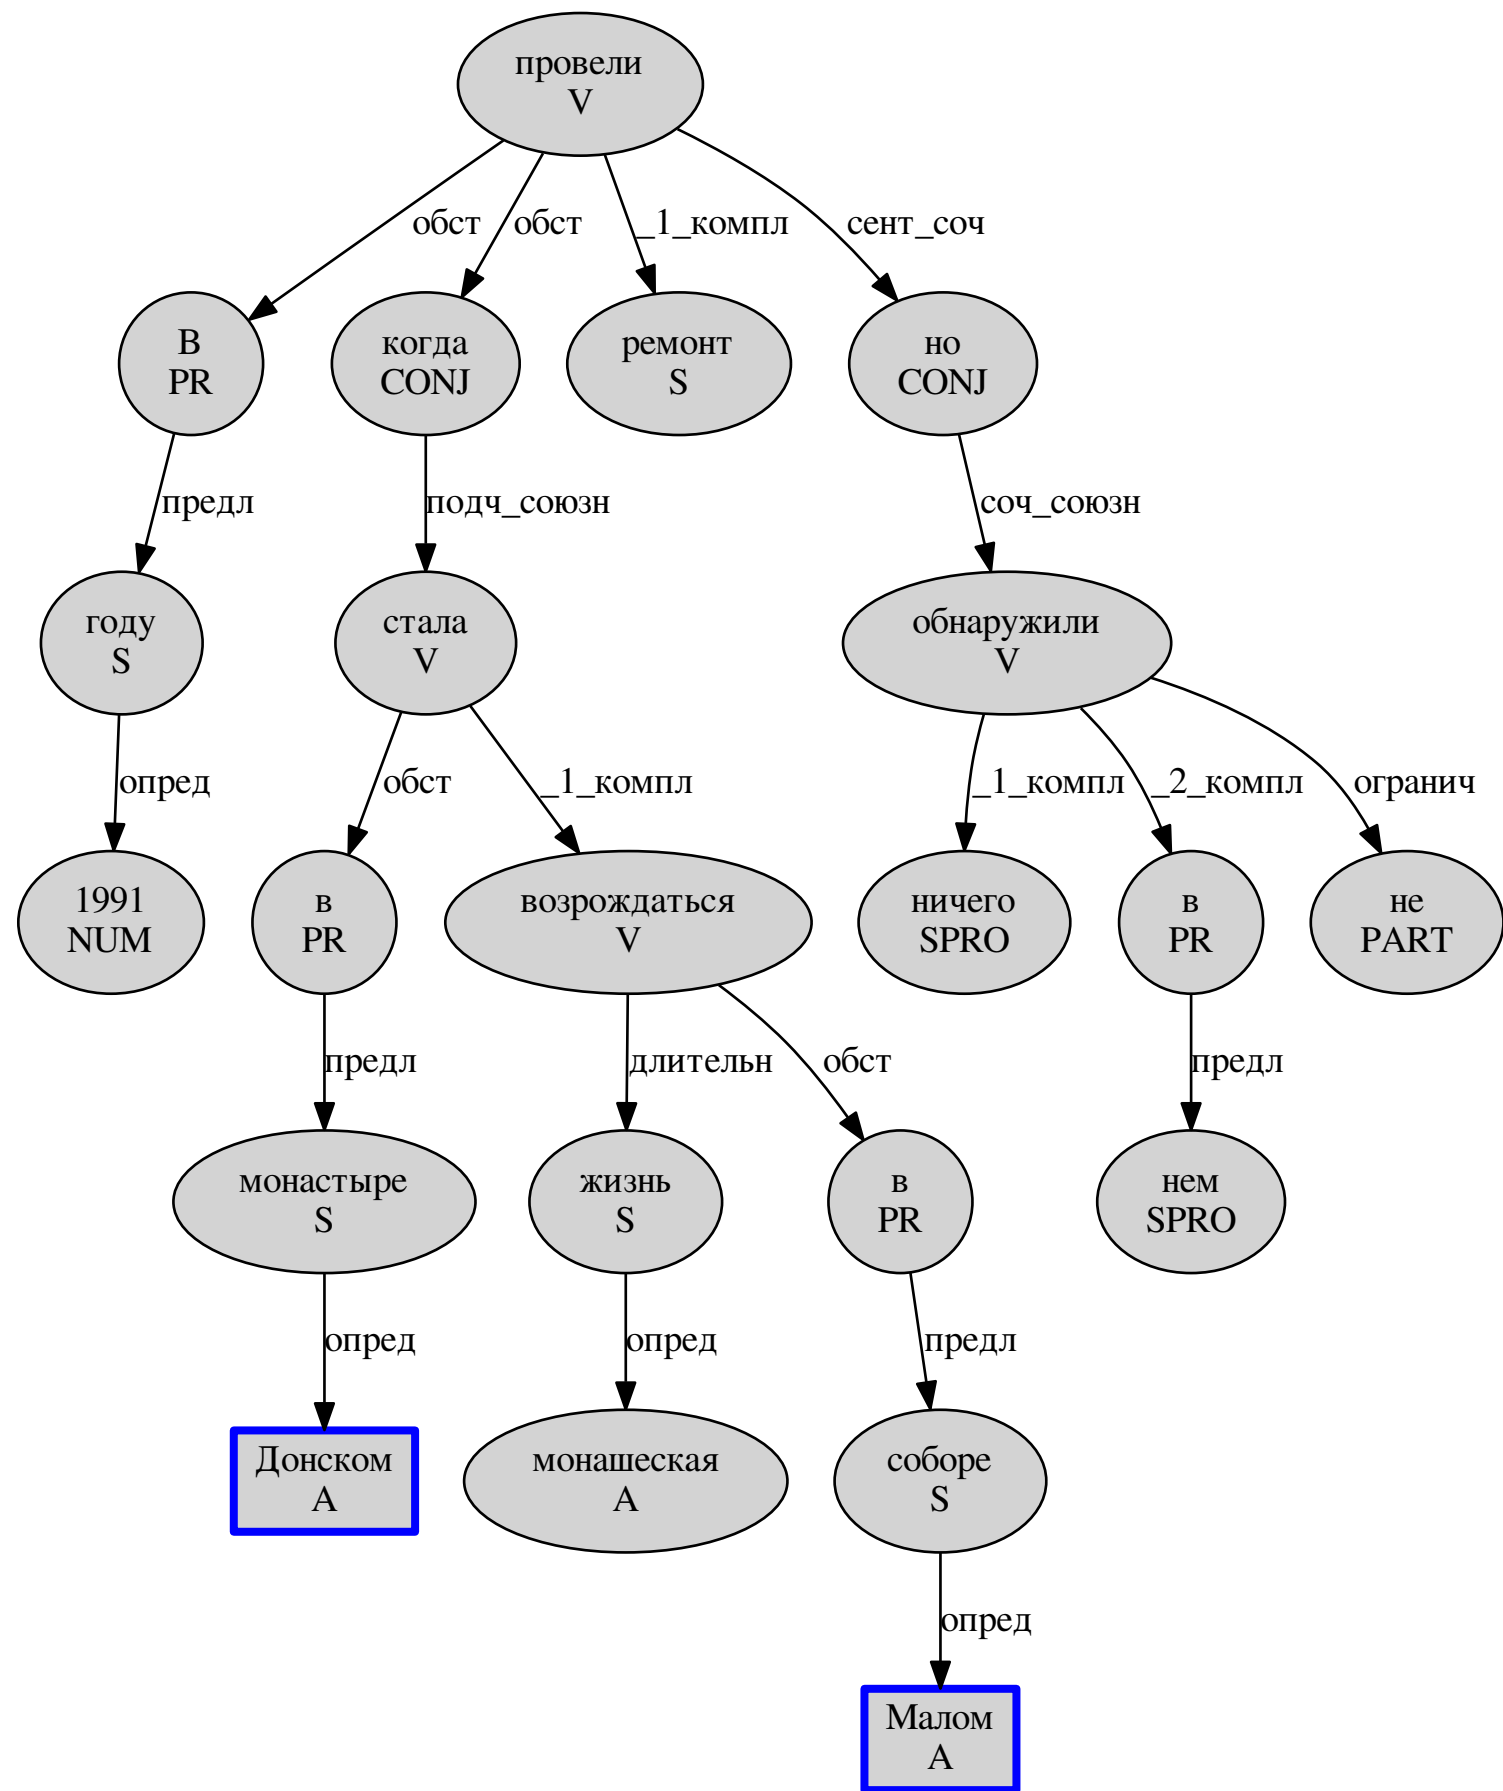 провели
V
обст
обст
_1_компл
сент_соч
В
PR
когда
CONJ
ремонт
S
но
CONJ
предл
подч_союзн
соч_союзн
году
S
стала
V
обнаружили
V
опред
обст
_1_компл
_1_компл
_2_компл
огранич
1991
NUM
в
PR
возрождаться
V
ничего
SPRO
в
PR
не
PART
предл
длительн
обст
предл
монастыре
S
жизнь
S
в
PR
нем
SPRO
опред
опред
предл
Донском
A
монашеская
A
соборе
S
опред
Малом
A